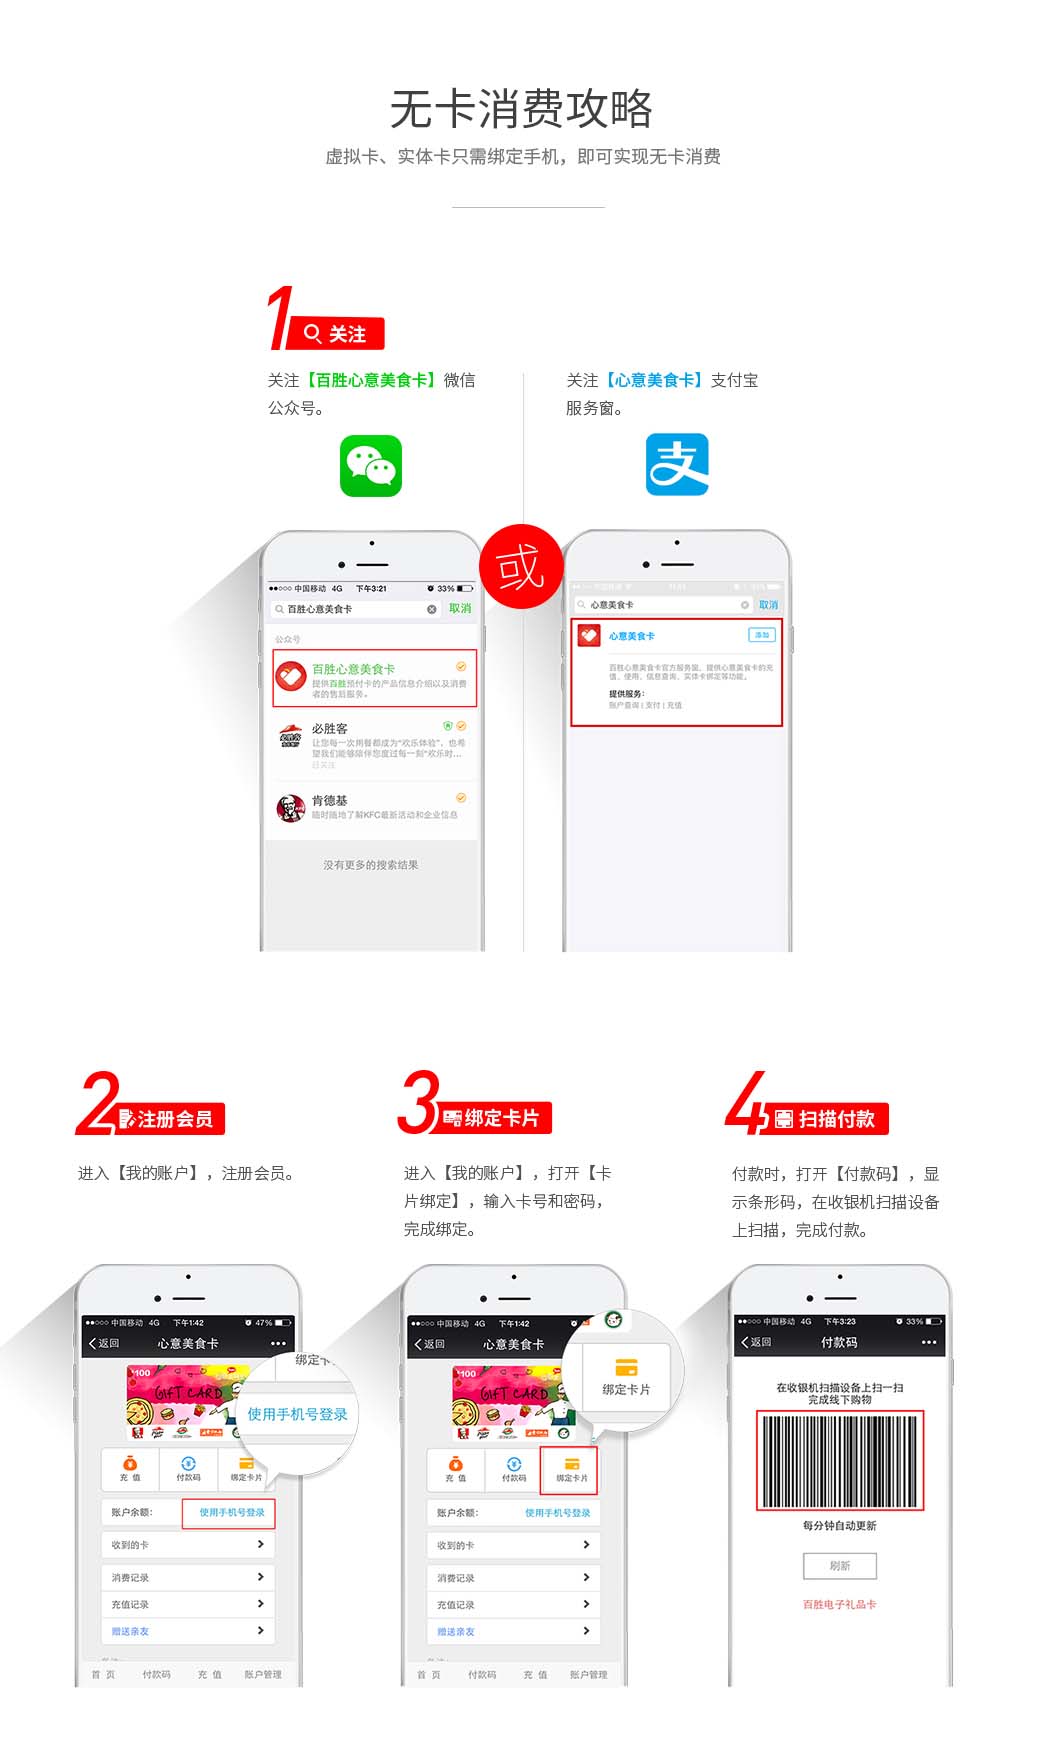 无卡消费攻略
虚拟卡、实体卡只需绑定手机，即可实现无卡消费
1 关注
关注【百胜心意美食卡】微信
公众号。
关注【心意美食卡】支付宝
服务窗。
支
或
中国移动 4G 下午3:21 33%
百胜心意美食卡 取消
公众号
百胜心意美食卡
提供百胜预付卡的产品信息介绍以及消费
者的售后服务。
必胜客
让您每一次用餐都成为“欢乐体验”，也希
望我们能够陪伴您度过每一刻“欢乐时...
已关注
肯德基
随时随地了解KFC最新活动和企业信息
没有更多的搜索结果
心意美食卡 取消
心意美食卡 添加
百胜心意美食卡官方服务窗，提供心意美食卡的充
值、使用、信息查询、实体卡绑定等功能。
提供服务：
账户查询 | 支付 | 充值
2 注册会员
进入【我的账户】，注册会员。
中国移动 4G 下午1:42 47%
返回 心意美食卡
¥100
GIFT CARD
绑定卡
使用手机号登录
充 值 付款码 绑定卡片
账户余额： 使用手机号登录
收到的卡
消费记录
充值记录
赠送亲友
首 页 付款码 充 值 账户管理
3 绑定卡片
进入【我的账户】，打开【卡
片绑定】，输入卡号和密码，
完成绑定。
中国移动 4G 下午1:42
返回 心意美食卡
¥100
GIFT CARD
绑定卡片
充 值 付款码 绑定卡片
账户余额： 使用手机号登录
收到的卡
消费记录
充值记录
赠送亲友
首 页 付款码 充 值 账户管理
4 扫描付款
付款时，打开【付款码】，显
示条形码，在收银机扫描设备
上扫描，完成付款。
中国移动 4G 下午3:23 33%
返回 付款码
在收银机扫描设备上扫一扫
完成线下购物
每分钟自动更新
刷新
百胜电子礼品卡